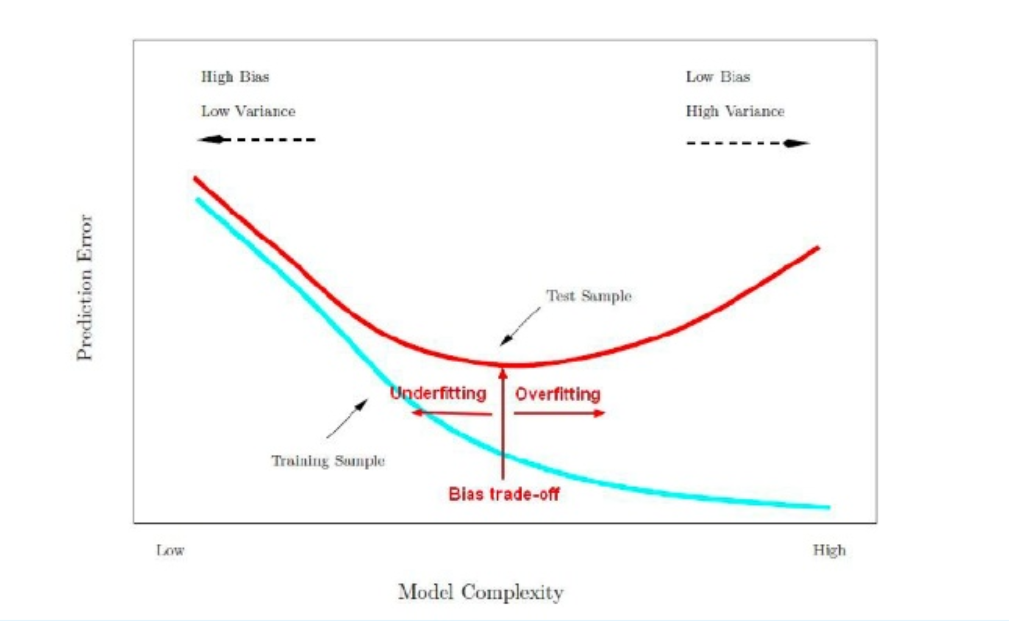 High Bias
Low Variance
Low Bias
High Variance
Prediction Error
Test Sample
Underfitting
Overfitting
Training Sample
Bias trade-off
Low
High
Model Complexity